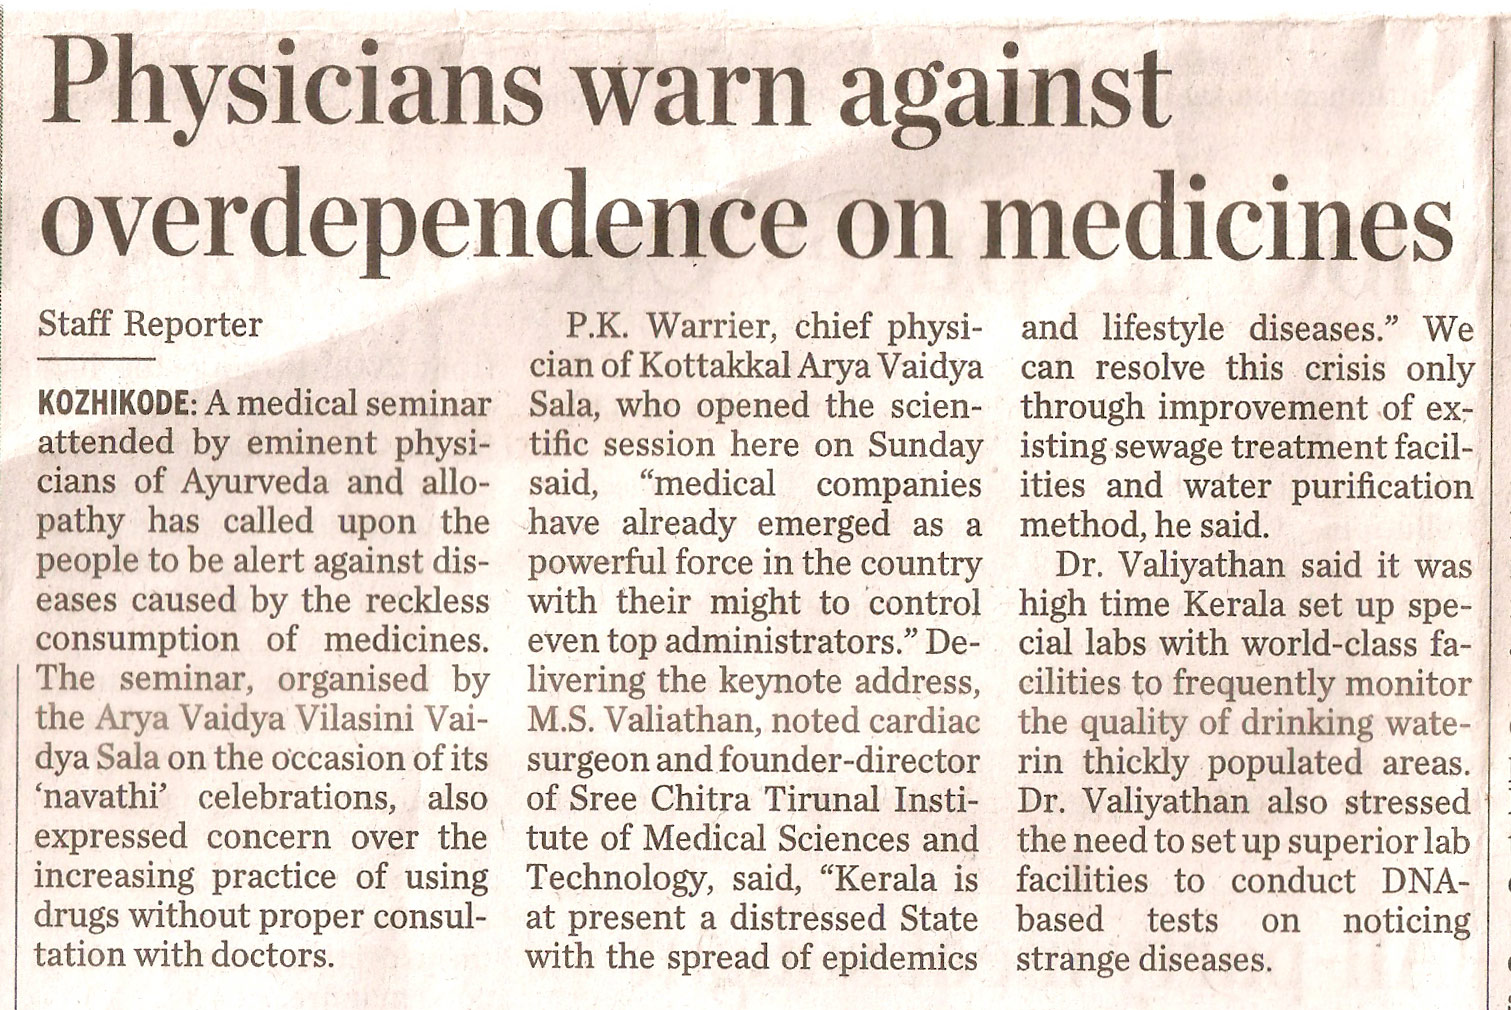 Physicians warn against
overdependence on medicines
Staff Reporter
KOZHIKODE: A medical seminar
attended by eminent physi-
cians of Ayurveda and allo-
pathy has called upon the
people to be alert against dis-
eases caused by the reckless
consumption of medicines.
The seminar, organised by
the Arya Vaidya Vilasini Vai-
dya Sala on the occasion of its
‘navathi’ celebrations, also
expressed concern over the
increasing practice of using
drugs without proper consul-
tation with doctors.
P.K. Warrier, chief physi-
cian of Kottakkal Arya Vaidya
Sala, who opened the scien-
tific session here on Sunday
said, “medical companies
have already emerged as a
powerful force in the country
with their might to control
even top administrators.” De-
livering the keynote address,
M.S. Valiathan, noted cardiac
surgeon and founder-director
of Sree Chitra Tirunal Insti-
tute of Medical Sciences and
Technology, said, “Kerala is
at present a distressed State
with the spread of epidemics
and lifestyle diseases.” We
can resolve this crisis only
through improvement of ex-
isting sewage treatment facil-
ities and water purification
method, he said.
Dr. Valiyathan said it was
high time Kerala set up spe-
cial labs with world-class fa-
cilities to frequently monitor
the quality of drinking wate-
rin thickly populated areas.
Dr. Valiyathan also stressed
the need to set up superior lab
facilities to conduct DNA-
based tests on noticing
strange diseases.